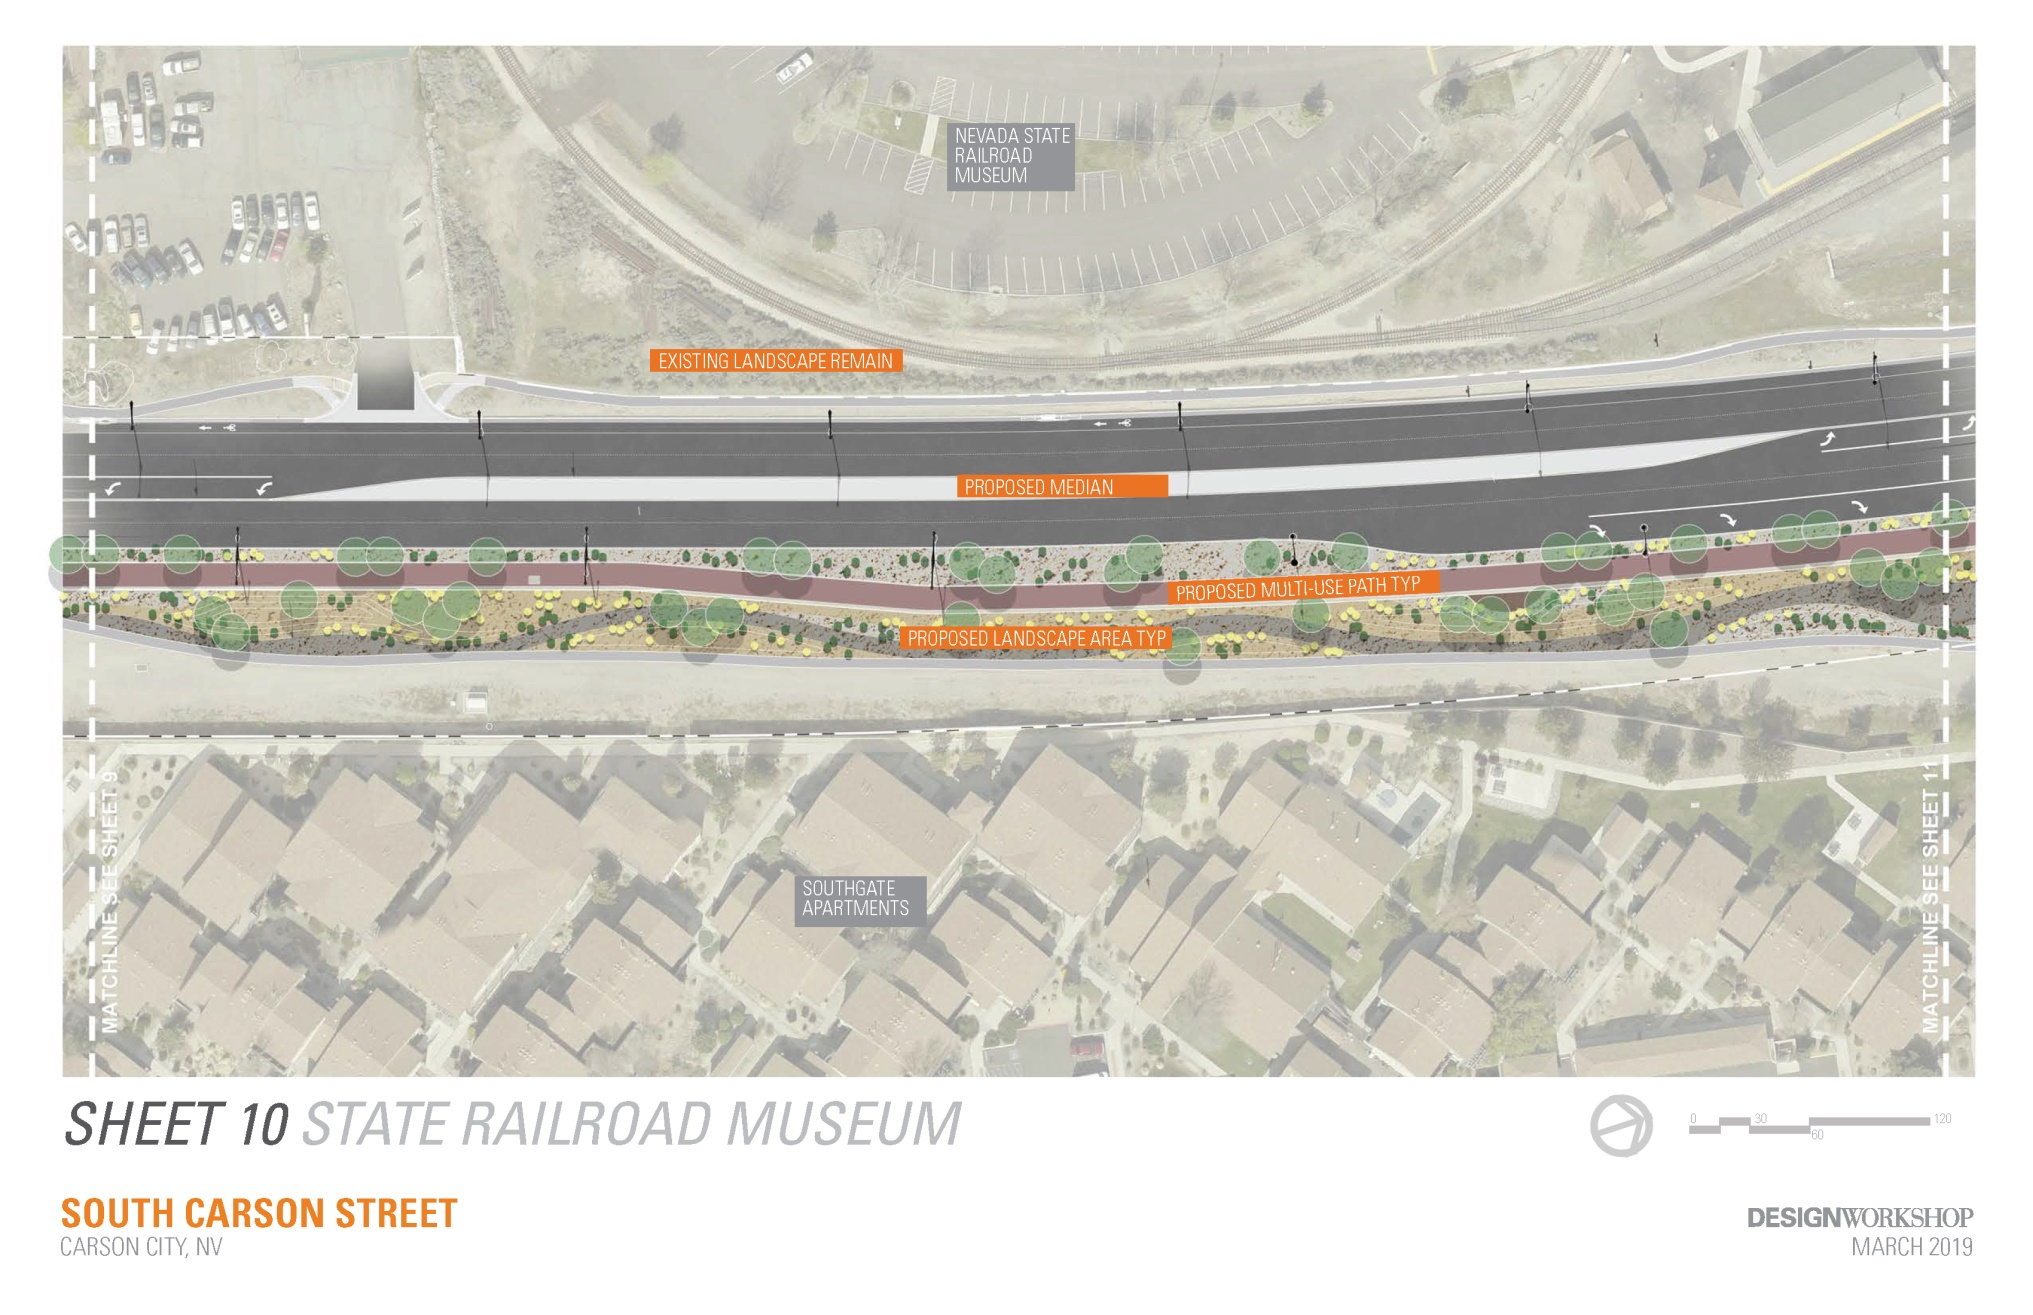 NEVADA STATE
RAILROAD
MUSEUM
EXISTING LANDSCAPE REMAIN
PROPOSED MEDIAN
PROPOSED MULTI-USE PATH TYP
PROPOSED LANDSCAPE AREA TYP
MATCHLINE SEE SHEET 9
MATCHLINE SEE SHEET 11
SOUTHGATE
APARTMENTS
SHEET 10 STATE RAILROAD MUSEUM
0 30 60 120
SOUTH CARSON STREET
CARSON CITY, NV
DESIGNWORKSHOP
MARCH 2019